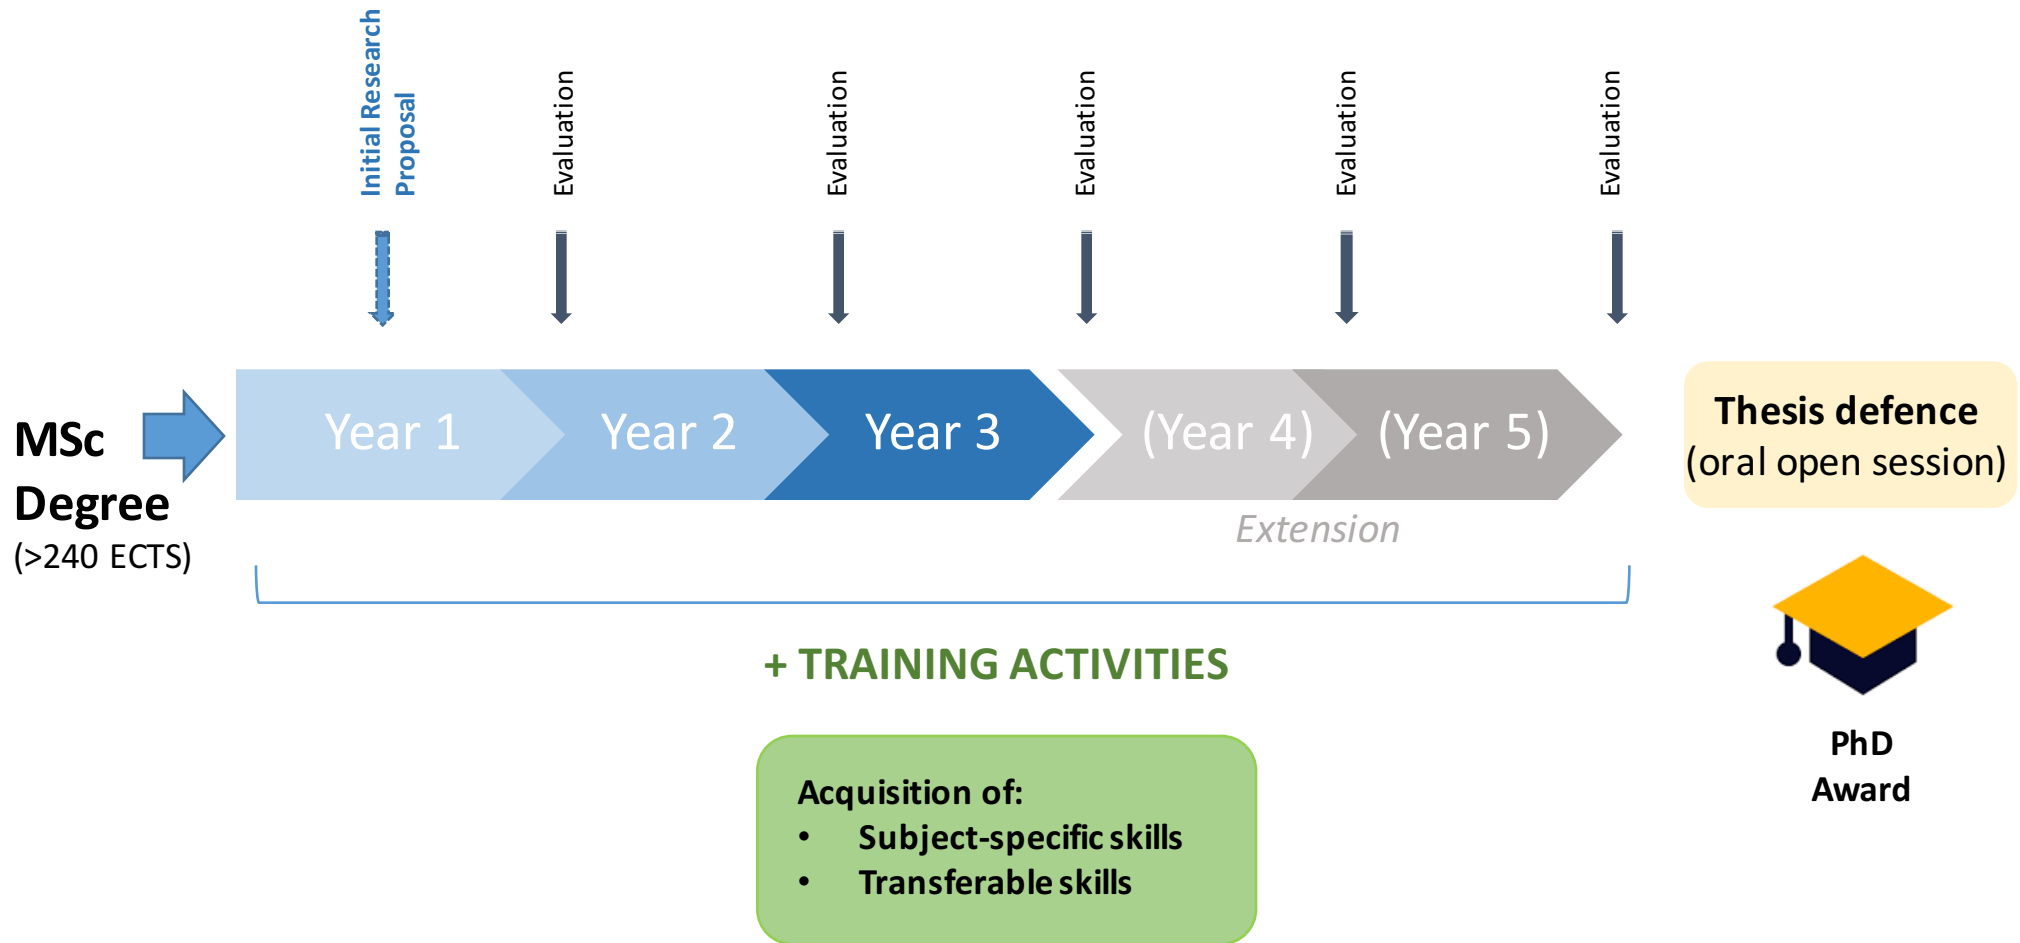 Initial Research
Proposal
Evaluation
Evaluation
Evaluation
Evaluation
Evaluation
MSc
Degree
(>240 ECTS)
Year 1
Year 2
Year 3
(Year 4)
(Year 5)
Extension
Thesis defence
(oral open session)
+ TRAINING ACTIVITIES
Acquisition of:
• Subject-specific skills
• Transferable skills
PhD
Award